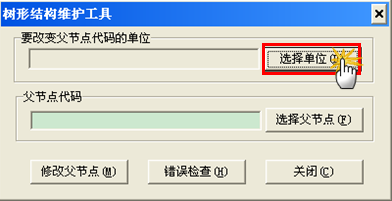 树形结构维护工具
要改变父节点代码的单位
选择单位(
父节点代码
选择父节点(F)
修改父节点(M)
错误检查(H)
关闭(C)